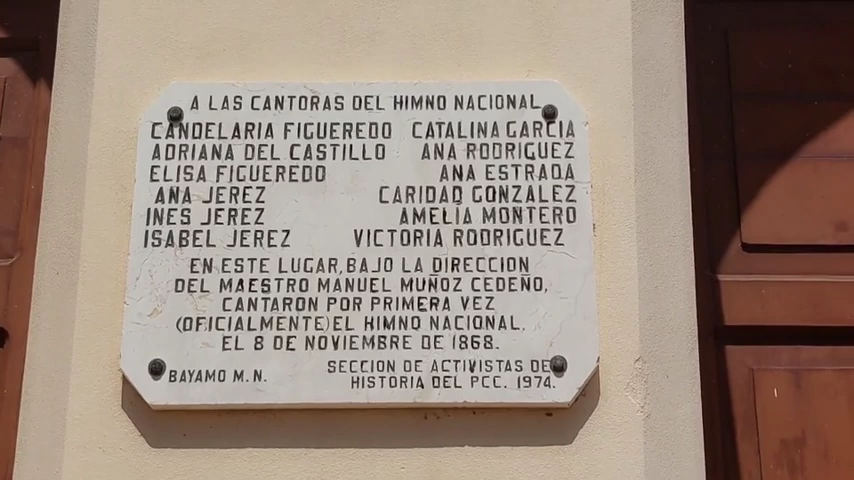 A LAS CANTORAS DEL HIMNO NACIONAL
CANDELARIA FIGUEREDO CATALINA GARCIA
ADRIANA DEL CASTILLO ANA RODRIGUEZ
ELISA FIGUEREDO ANA ESTRADA
ANA JEREZ CARIDAD GONZALEZ
INES JEREZ AMELIA MONTERO
ISABEL JEREZ VICTORIA RODRIGUEZ
EN ESTE LUGAR, BAJO LA DIRECCION
DEL MAESTRO MANUEL MUÑOZ CEDEÑO,
CANTARON POR PRIMERA VEZ
(OFICIALMENTE) EL HIMNO NACIONAL,
EL 8 DE NOVIEMBRE DE 1868.
SECCION DE ACTIVISTAS DE
BAYAMO M.N. HISTORIA DEL PCC. 1974.